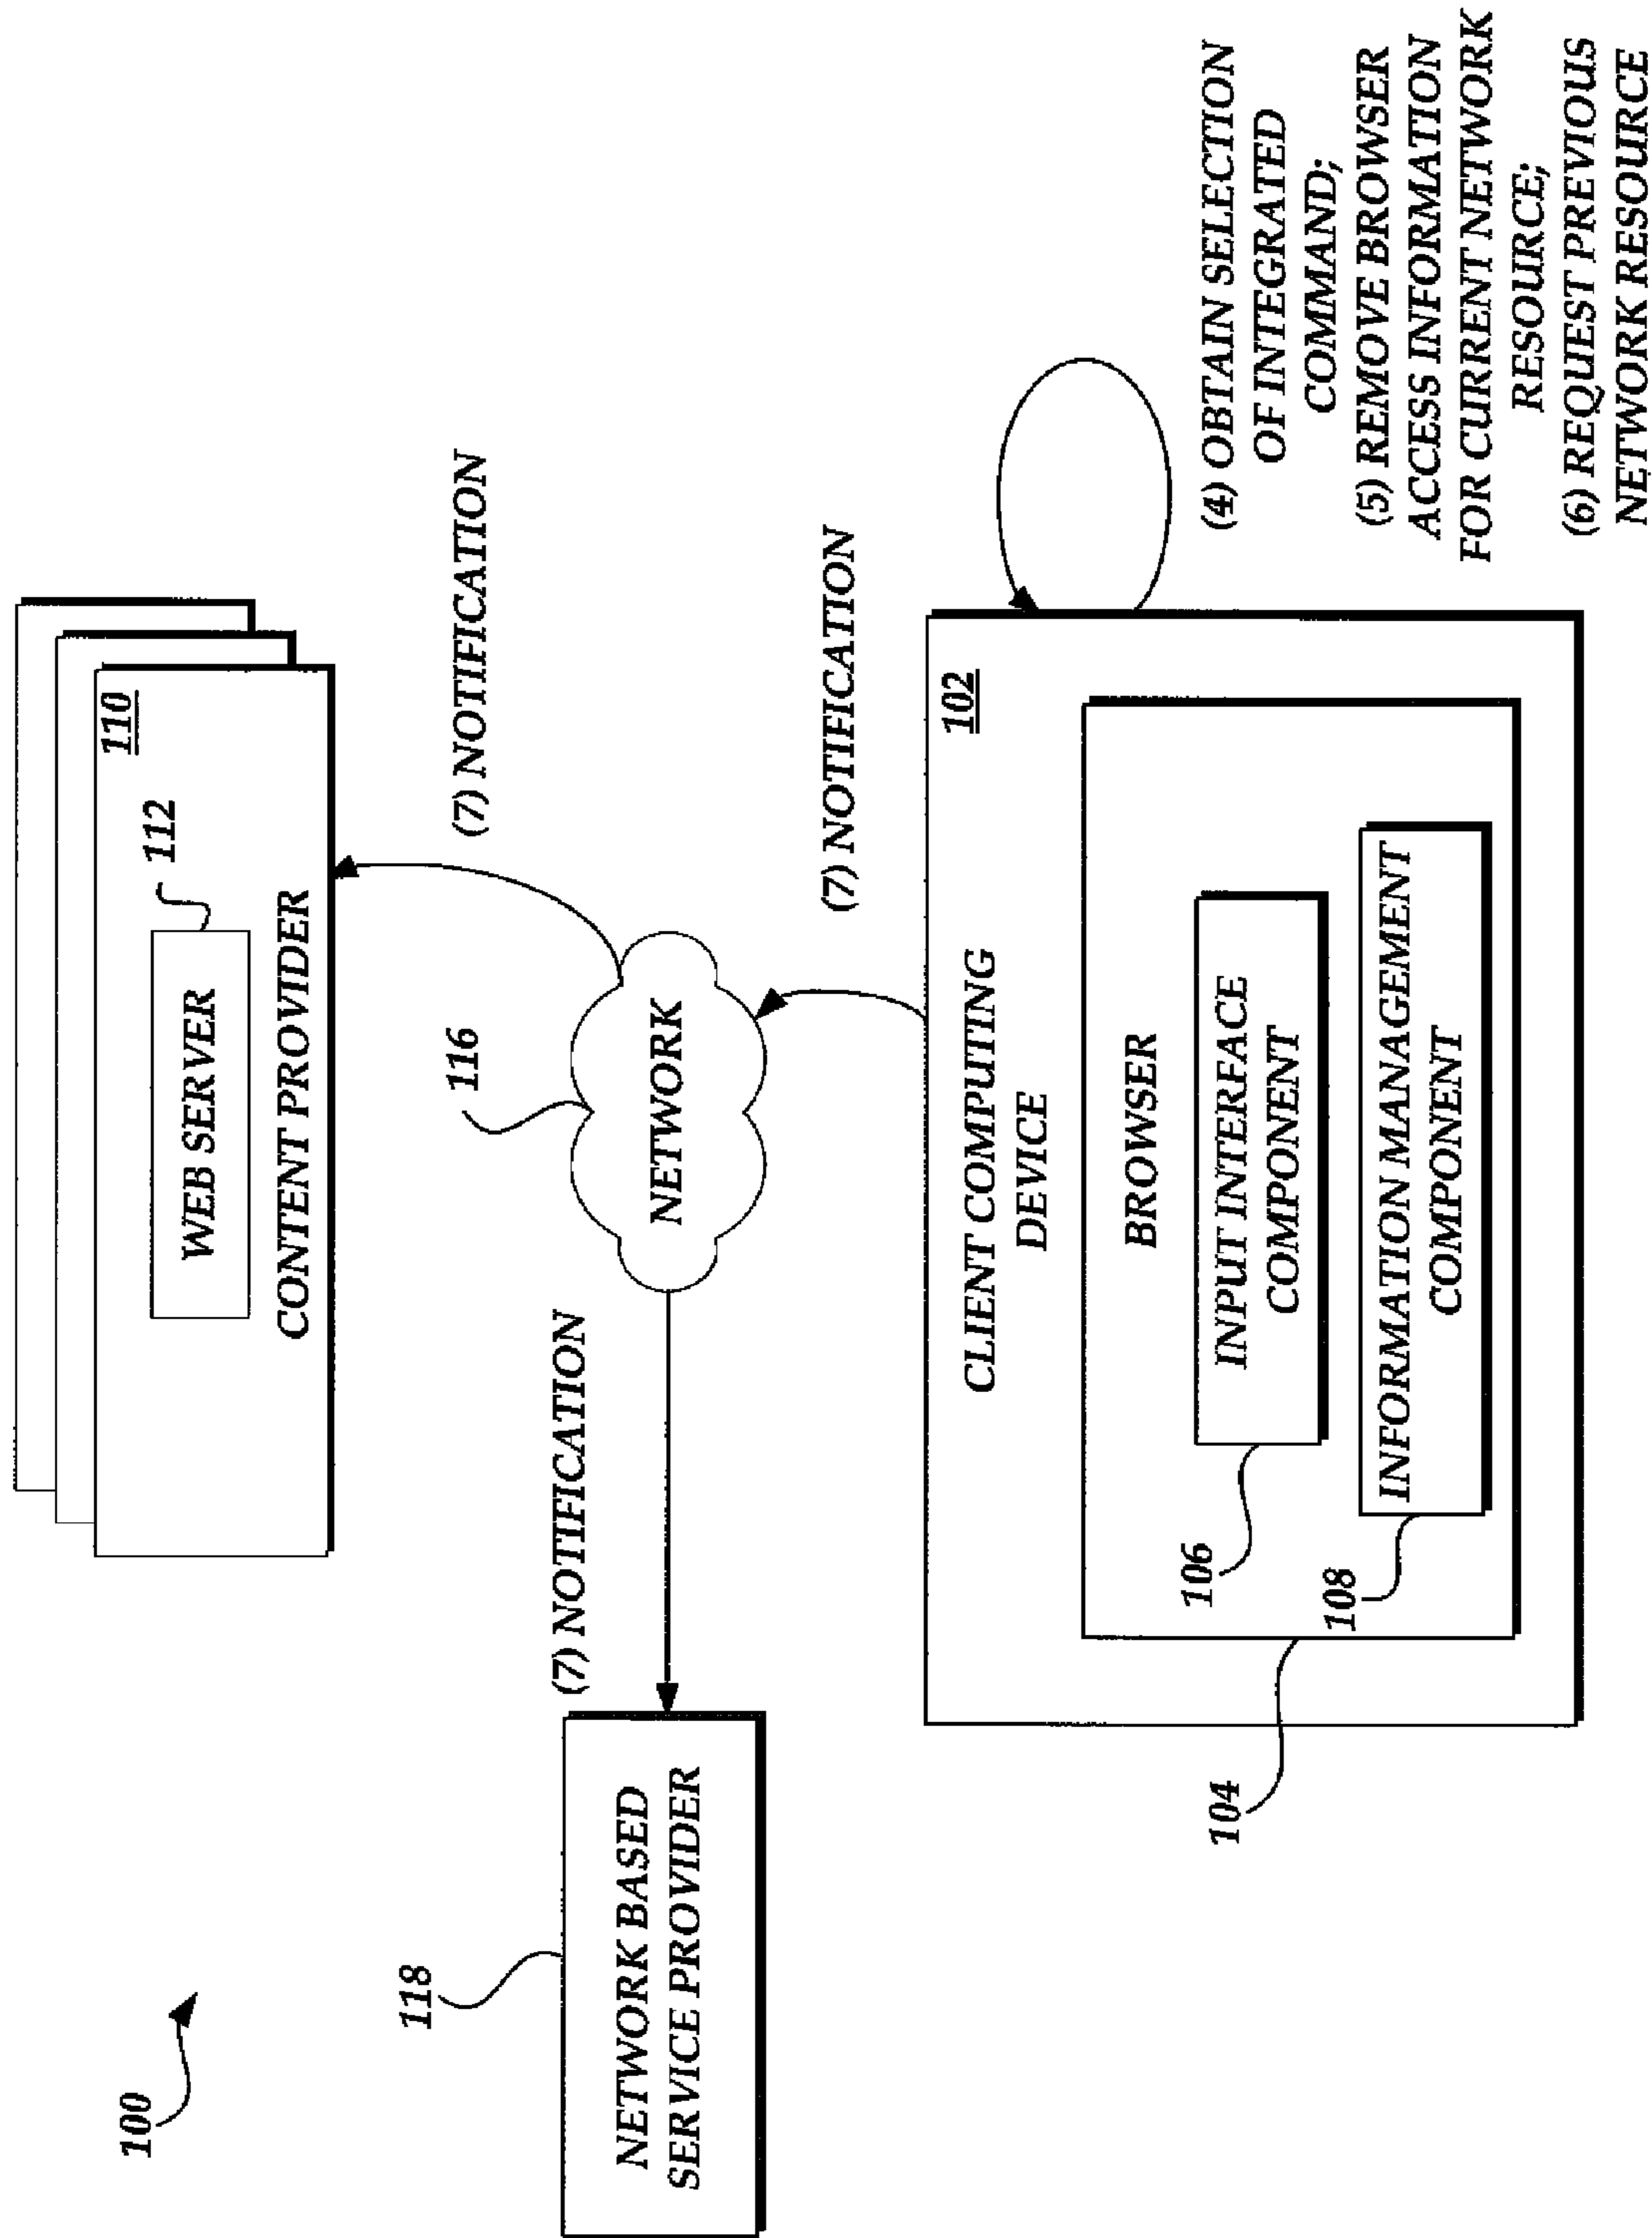 100
118
NETWORK BASED
SERVICE PROVIDER
(7) NOTIFICATION
116
NETWORK
110
112
WEB SERVER
CONTENT PROVIDER
(7) NOTIFICATION
(7) NOTIFICATION
102
CLIENT COMPUTING
DEVICE
104
BROWSER
106
INPUT INTERFACE
COMPONENT
108
INFORMATION MANAGEMENT
COMPONENT
(4) OBTAIN SELECTION
OF INTEGRATED
COMMAND;
(5) REMOVE BROWSER
ACCESS INFORMATION
FOR CURRENT NETWORK
RESOURCE;
(6) REQUEST PREVIOUS
NETWORK RESOURCE